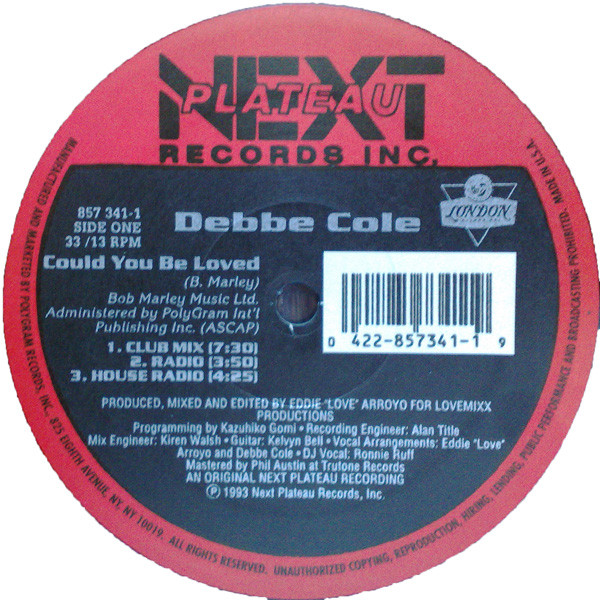 NEXT
PLATEAU
RECORDS INC.
857 341-1
SIDE ONE
33 /13 RPM
Debbe Cole
LONDON
Could You Be Loved
(B. Marley)
Bob Marley Music Ltd.
Administered by PolyGram Int'l
Publishing Inc. (ASCAP)
1. CLUB MIX (7:30)
2. RADIO (3:50)
3. HOUSE RADIO (4:25)
0 422-857341-1 9
PRODUCED, MIXED AND EDITED BY EDDIE "LOVE" ARROYO FOR LOVEMIXX
PRODUCTIONS
Programming by Kazuhiko Gomi • Recording Engineer: Alan Title
Mix Engineer: Kiren Walsh • Guitar: Kelvyn Bell • Vocal Arrangements: Eddie "Love"
Arroyo and Debbe Cole • DJ Vocal: Ronnie Ruff
Mastered by Phil Austin at Trutone Records
AN ORIGINAL NEXT PLATEAU RECORDING
℗ 1993 Next Plateau Records, Inc.
MANUFACTURED AND MARKETED BY POLYGRAM RECORDS, INC., 825 EIGHTH AVENUE, NY, NY 10019. ALL RIGHTS RESERVED. UNAUTHORIZED COPYING, REPRODUCTION, HIRING, LENDING, PUBLIC PERFORMANCE AND BROADCASTING PROHIBITED. MADE IN U.S.A.